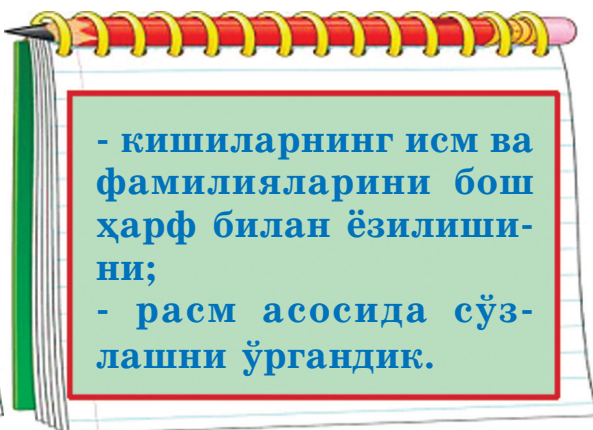 - кишиларнинг исм ва
фамилияларини бош
ҳарф билан ёзилиши-
ни;
- расм асосида сўз-
лашни ўргандик.